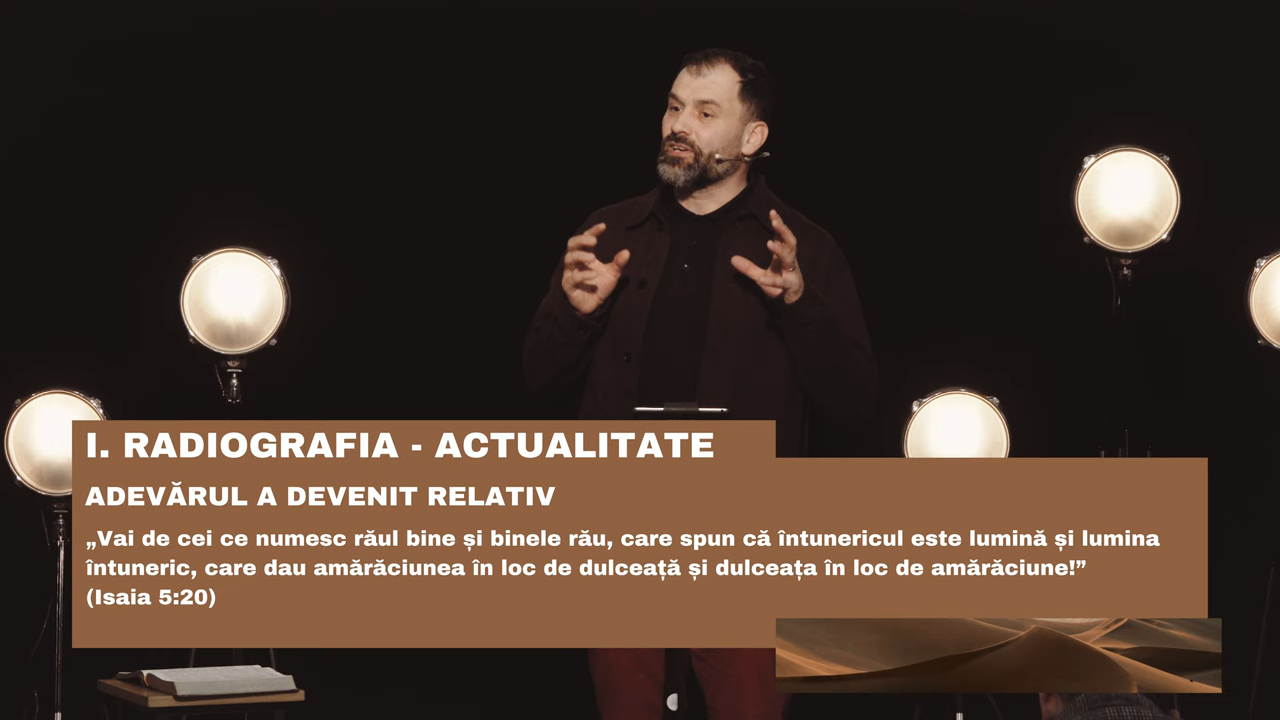 I. RADIOGRAFIA - ACTUALITATE
ADEVĂRUL A DEVENIT RELATIV
„Vai de cei ce numesc răul bine și binele rău, care spun că întunericul este lumină și lumina
întuneric, care dau amărăciunea în loc de dulceață și dulceața în loc de amărăciune!”
(Isaia 5:20)